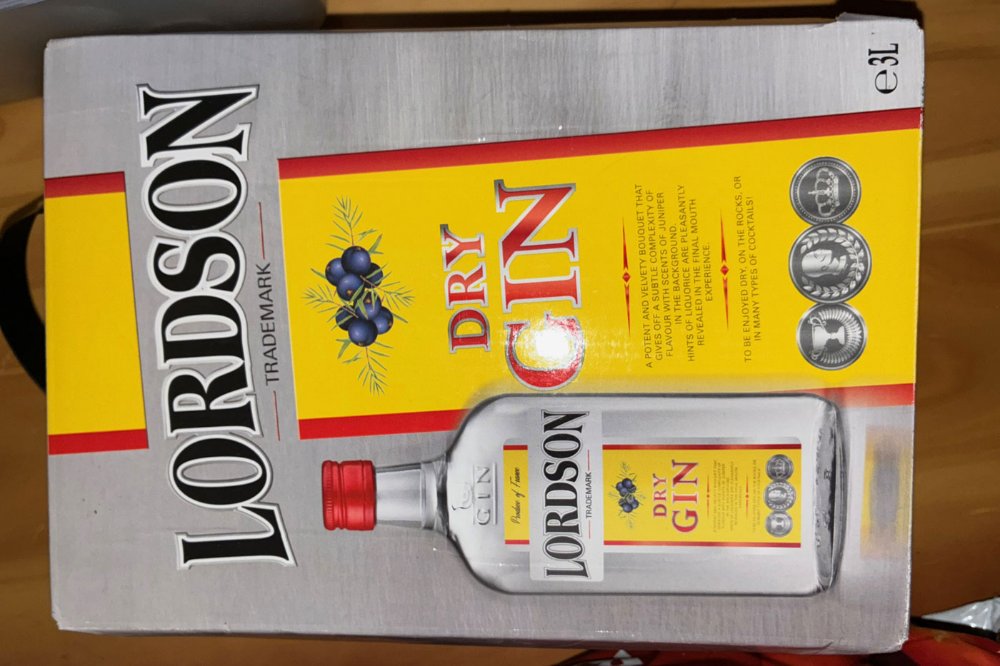 LORDSON
TRADEMARK
DRY
GIN
A POTENT AND VELVETY BOUQUET THAT
GIVES OFF A SUBTLE COMPLEXITY OF
FLAVOUR WITH SCENTS OF JUNIPER
IN THE BACKGROUND.
HINTS OF LIQUORICE ARE PLEASANTLY
REVEALED IN THE FINAL MOUTH
EXPERIENCE.
TO BE ENJOYED DRY, ON THE ROCKS, OR
IN MANY TYPES OF COCKTAILS!
℮ 3L
GIN
Produce of France
LORDSON
TRADEMARK
DRY
GIN